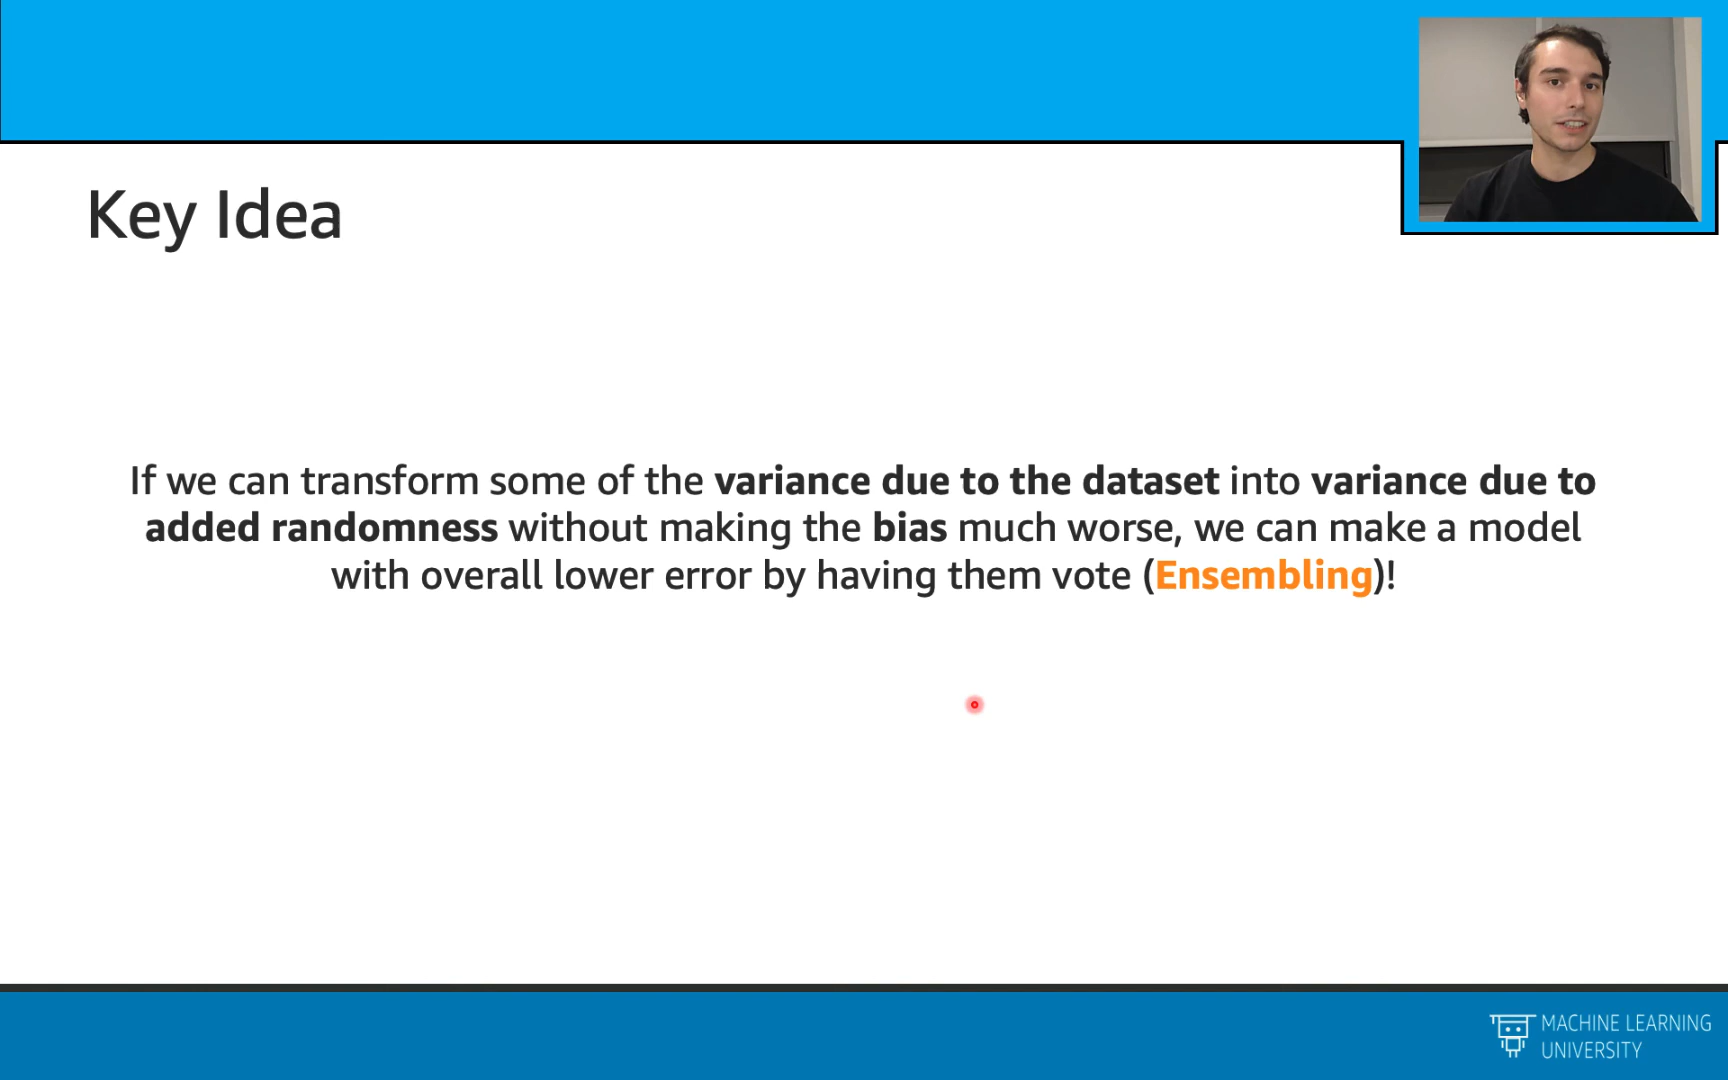 Key Idea
If we can transform some of the variance due to the dataset into variance due to
added randomness without making the bias much worse, we can make a model
with overall lower error by having them vote (Ensembling)!
MACHINE LEARNING
UNIVERSITY